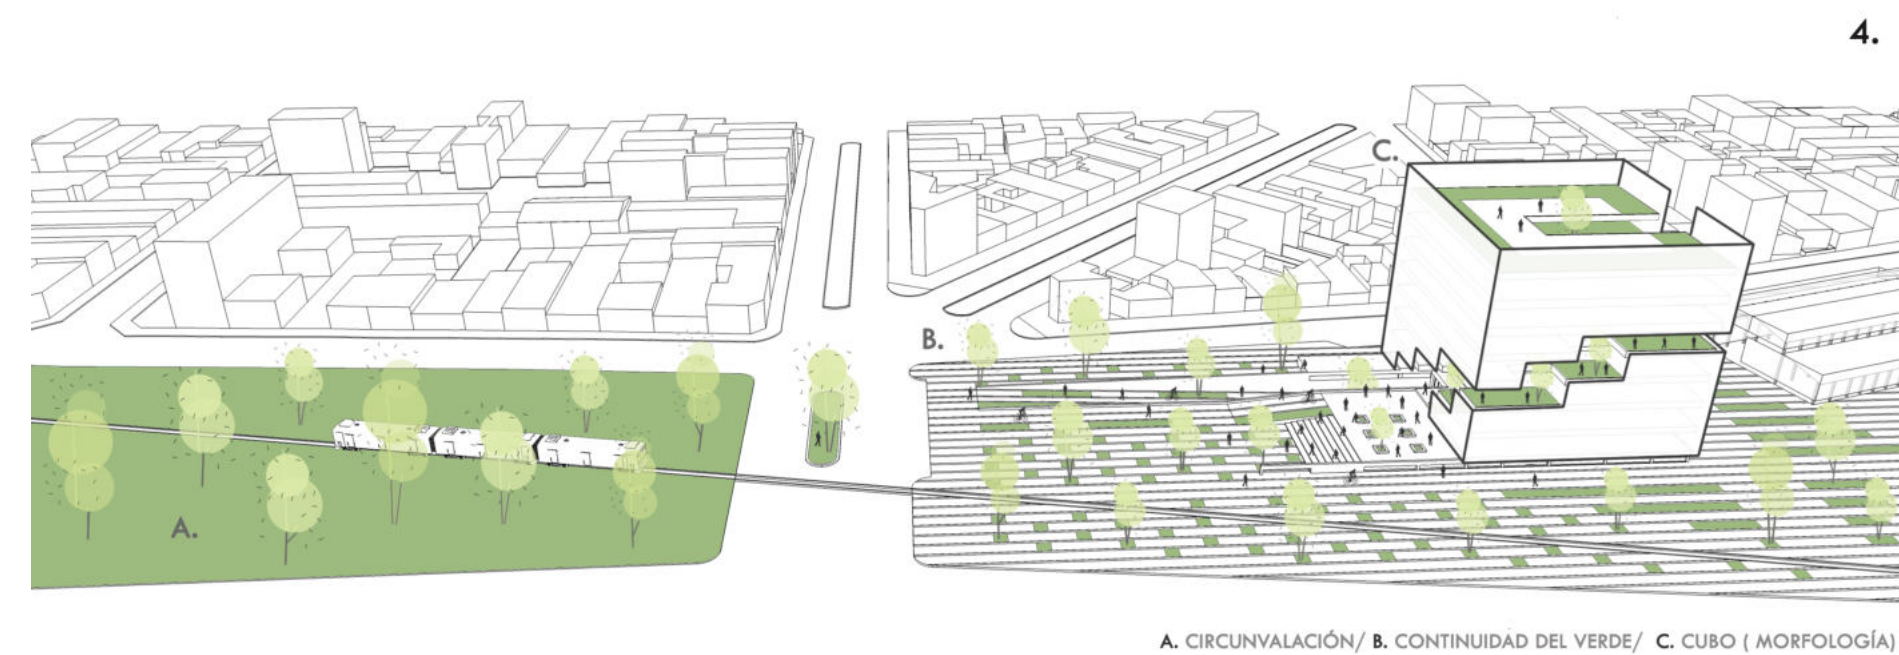 4.
C.
B.
A.
A. CIRCUNVALACIÓN/ B. CONTINUIDAD DEL VERDE/ C. CUBO ( MORFOLOGÍA)